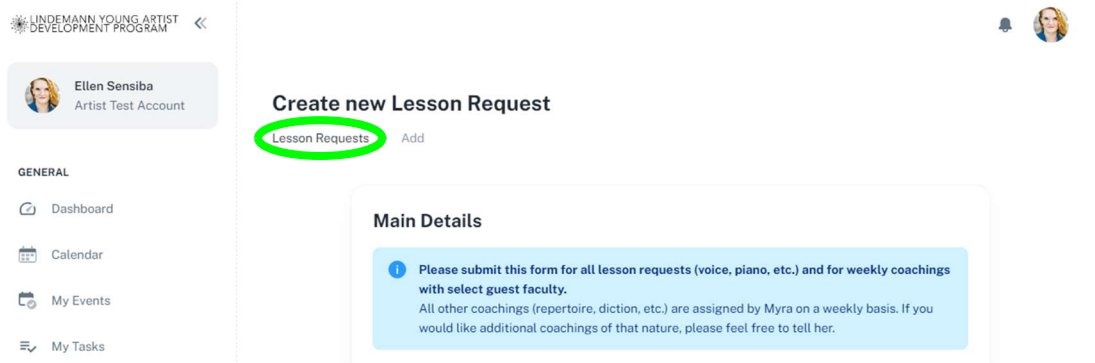 LINDEMANN YOUNG ARTIST
DEVELOPMENT PROGRAM
Ellen Sensiba
Artist Test Account
GENERAL
Dashboard
Calendar
My Events
My Tasks
Create new Lesson Request
Lesson Requests Add
Main Details
Please submit this form for all lesson requests (voice, piano, etc.) and for weekly coachings
with select guest faculty.
All other coachings (repertoire, diction, etc.) are assigned by Myra on a weekly basis. If you
would like additional coachings of that nature, please feel free to tell her.